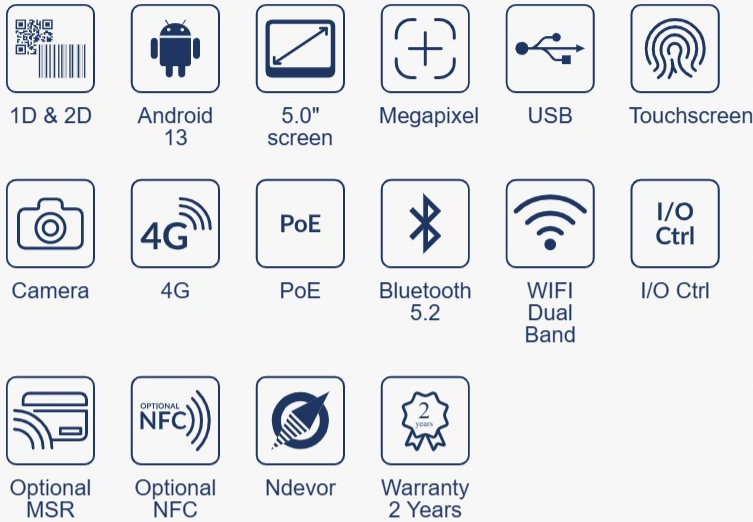 1D & 2D
Android
13
5.0"
screen
Megapixel
USB
Touchscreen
4G
PoE
I/O
Ctrl
Camera
4G
PoE
Bluetooth
5.2
WIFI
Dual
Band
I/O Ctrl
OPTIONAL
NFC
2
years
Optional
MSR
Optional
NFC
Ndevor
Warranty
2 Years